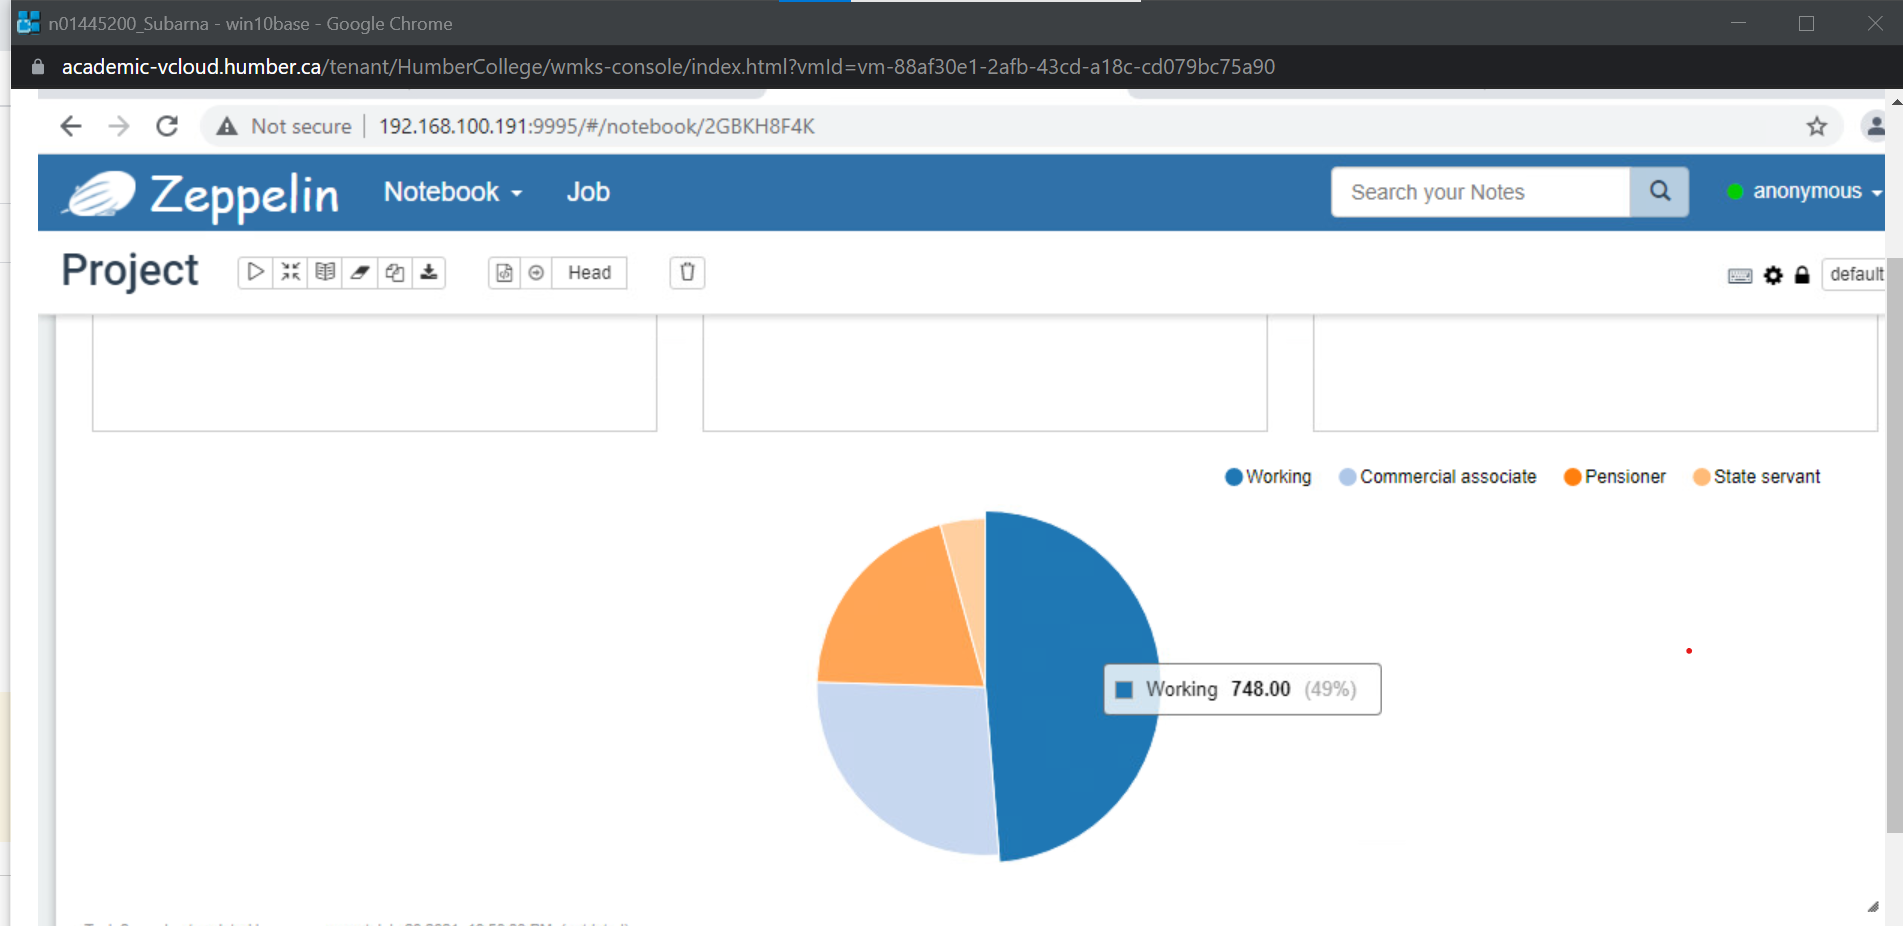 n01445200_Subarna - win10base - Google Chrome
academic-vcloud.humber.ca/tenant/HumberCollege/wmks-console/index.html?vmId=vm-88af30e1-2afb-43cd-a18c-cd079bc75a90
Not secure 192.168.100.191:9995/#/notebook/2GBKH8F4K
Zeppelin Notebook Job Search your Notes anonymous
Project Head default
Working Commercial associate Pensioner State servant
Working 748.00 (49%)